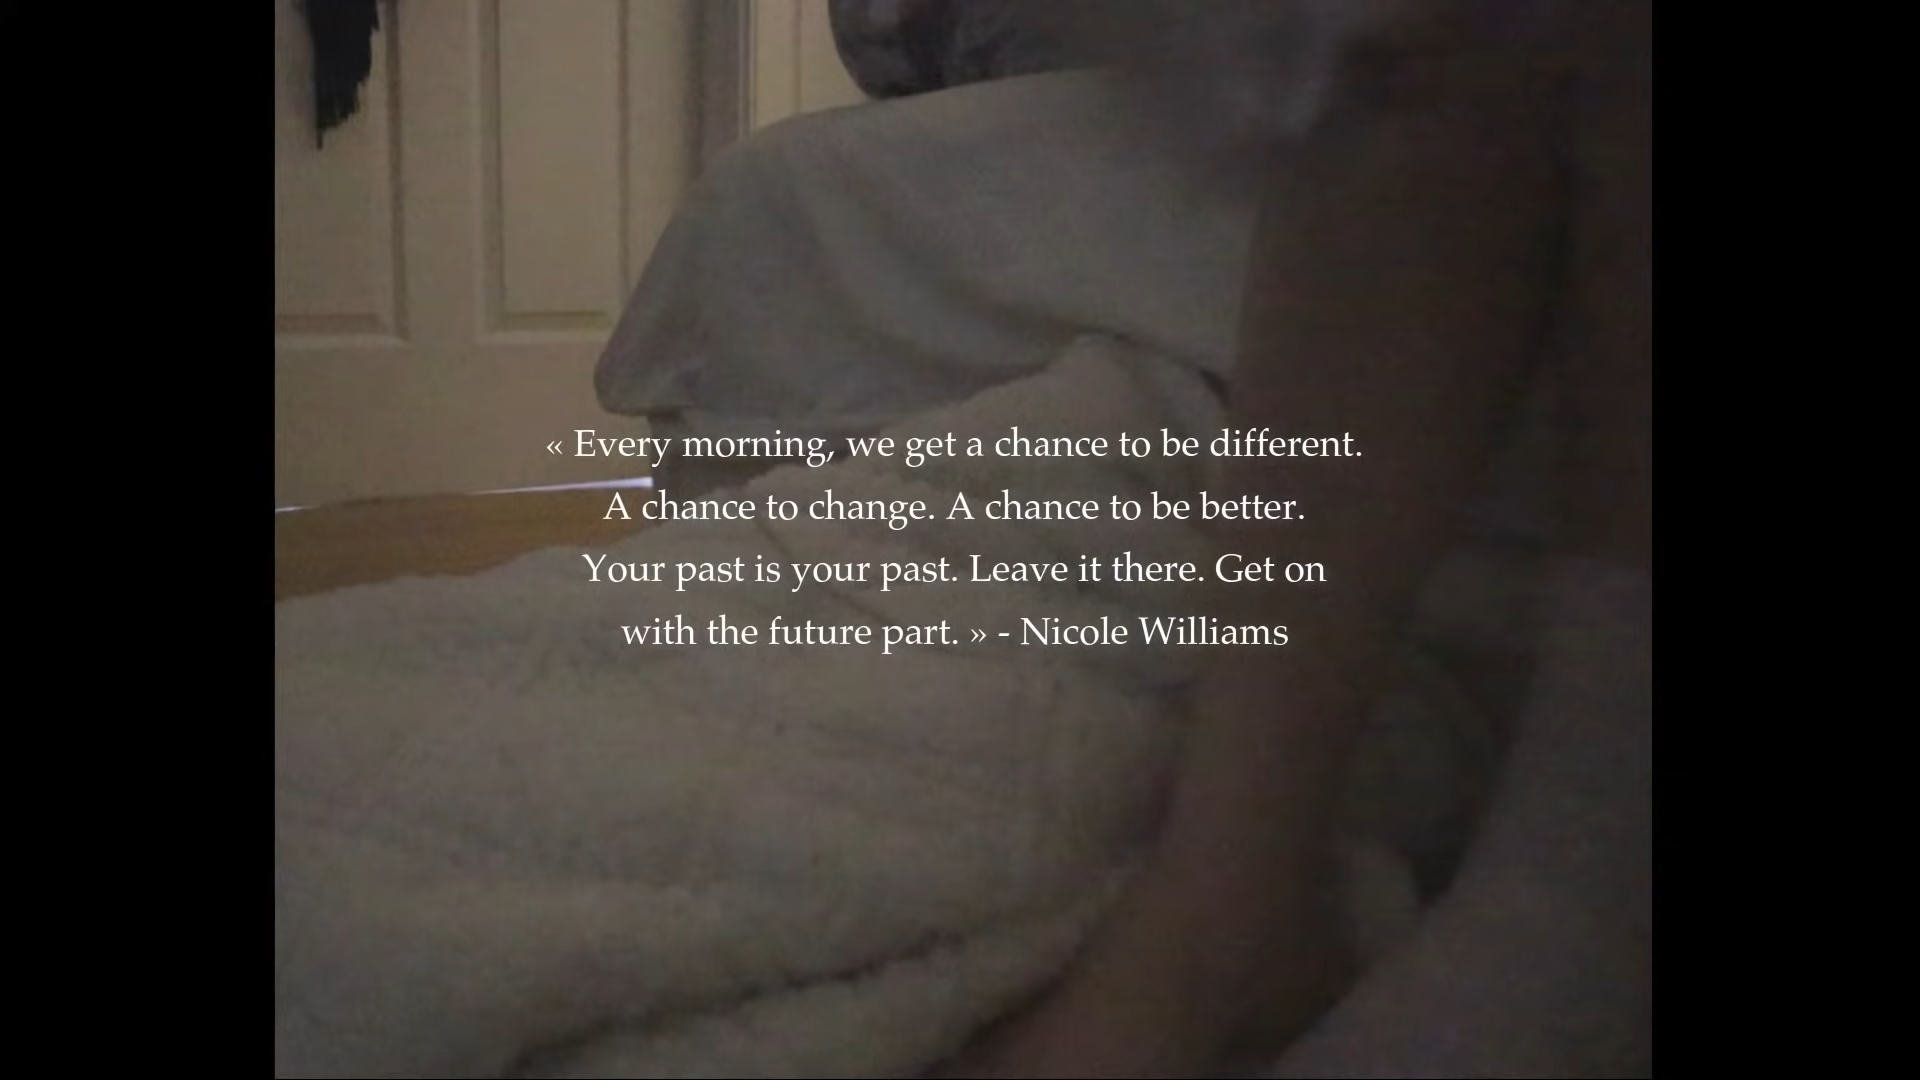 « Every morning, we get a chance to be different.
A chance to change. A chance to be better.
Your past is your past. Leave it there. Get on
with the future part. » - Nicole Williams